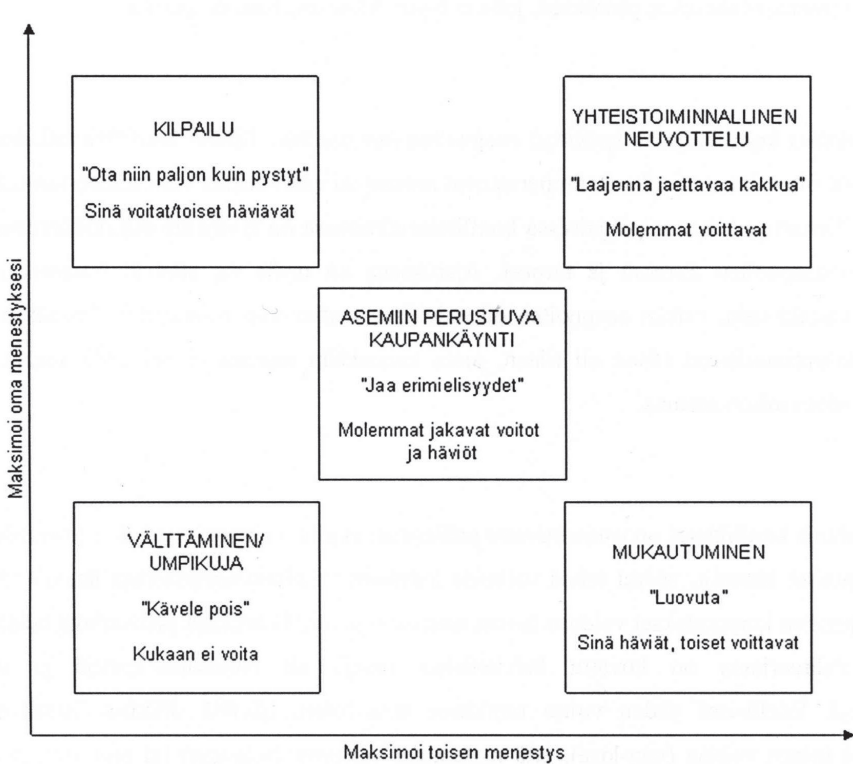 KILPAILU
"Ota niin paljon kuin pystyt"
Sinä voitat/toiset häviävät
YHTEISTOIMINNALLINEN
NEUVOTTELU
"Laajenna jaettavaa kakkua"
Molemmat voittavat
ASEMIIN PERUSTUVA
KAUPANKÄYNTI
"Jaa erimielisyydet"
Molemmat jakavat voitot
ja häviöt
VÄLTTÄMINEN/
UMPIKUJA
"Kävele pois"
Kukaan ei voita
MUKAUTUMINEN
"Luovuta"
Sinä häviät, toiset voittavat
Maksimoi oma menestyksesi
Maksimoi toisen menestys